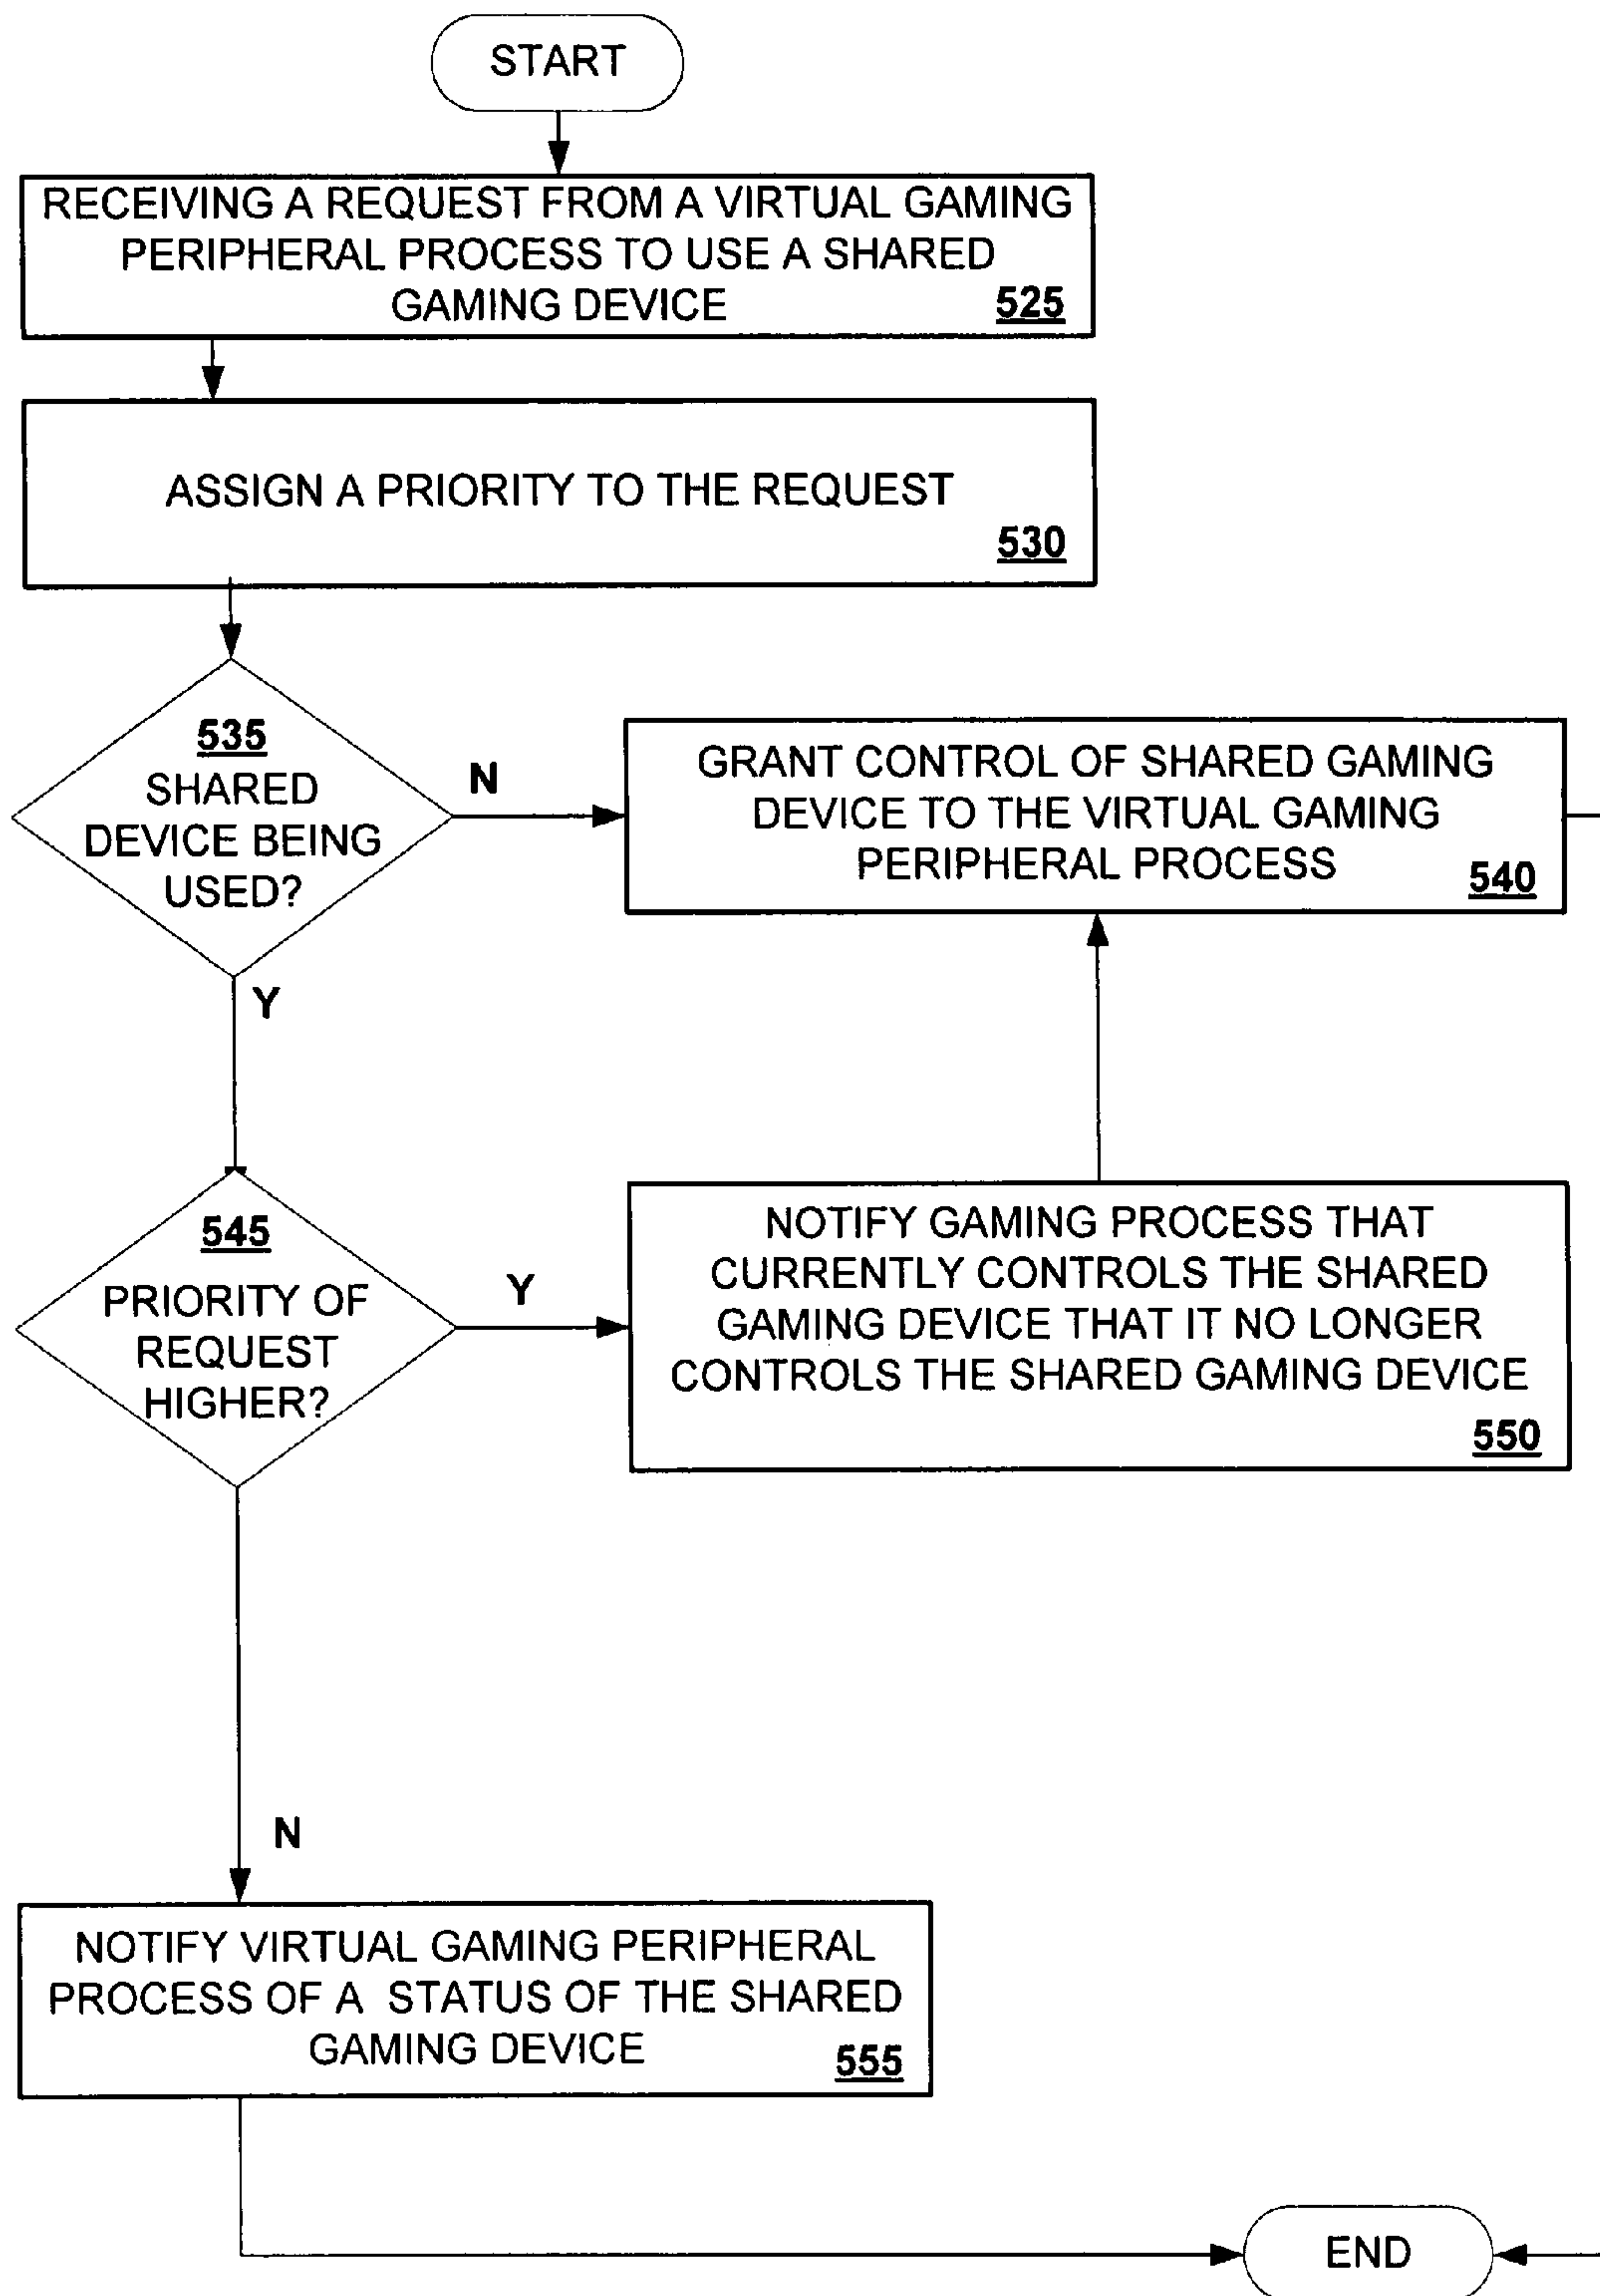 START
RECEIVING A REQUEST FROM A VIRTUAL GAMING
PERIPHERAL PROCESS TO USE A SHARED
GAMING DEVICE 525
ASSIGN A PRIORITY TO THE REQUEST
530
535
SHARED
DEVICE BEING
USED?
N
GRANT CONTROL OF SHARED GAMING
DEVICE TO THE VIRTUAL GAMING
PERIPHERAL PROCESS 540
Y
545
PRIORITY OF
REQUEST
HIGHER?
Y
NOTIFY GAMING PROCESS THAT
CURRENTLY CONTROLS THE SHARED
GAMING DEVICE THAT IT NO LONGER
CONTROLS THE SHARED GAMING DEVICE
550
N
NOTIFY VIRTUAL GAMING PERIPHERAL
PROCESS OF A STATUS OF THE SHARED
GAMING DEVICE 555
END